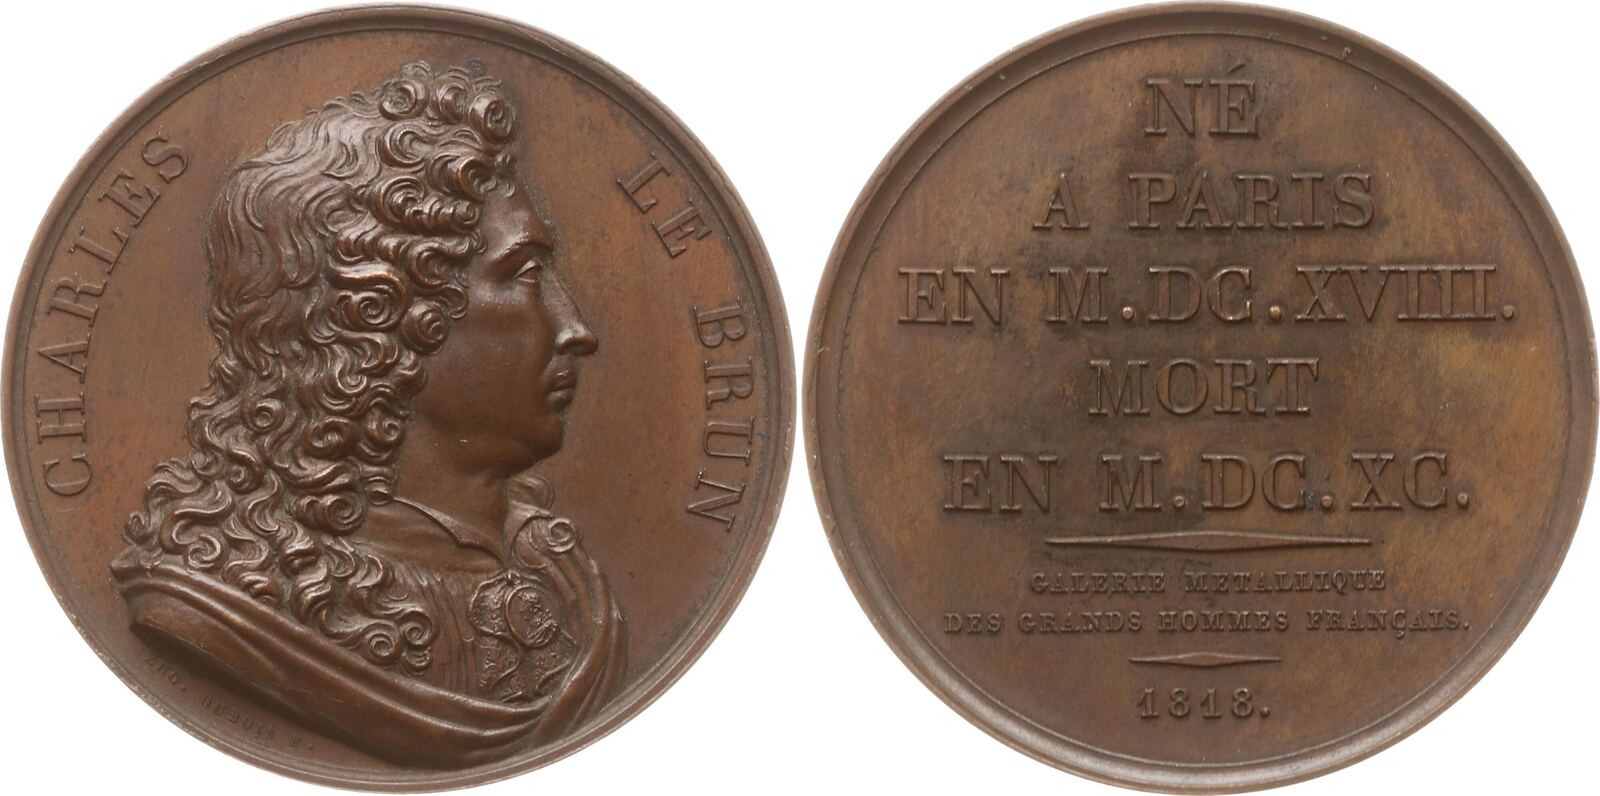 CHARLES LE BRUN
DUBOIS F.
NÉ
A PARIS
EN M.DC.XVIII.
MORT
EN M.DC.XC.
GALERIE METALLIQUE
DES GRANDS HOMMES FRANÇAIS.
1818.